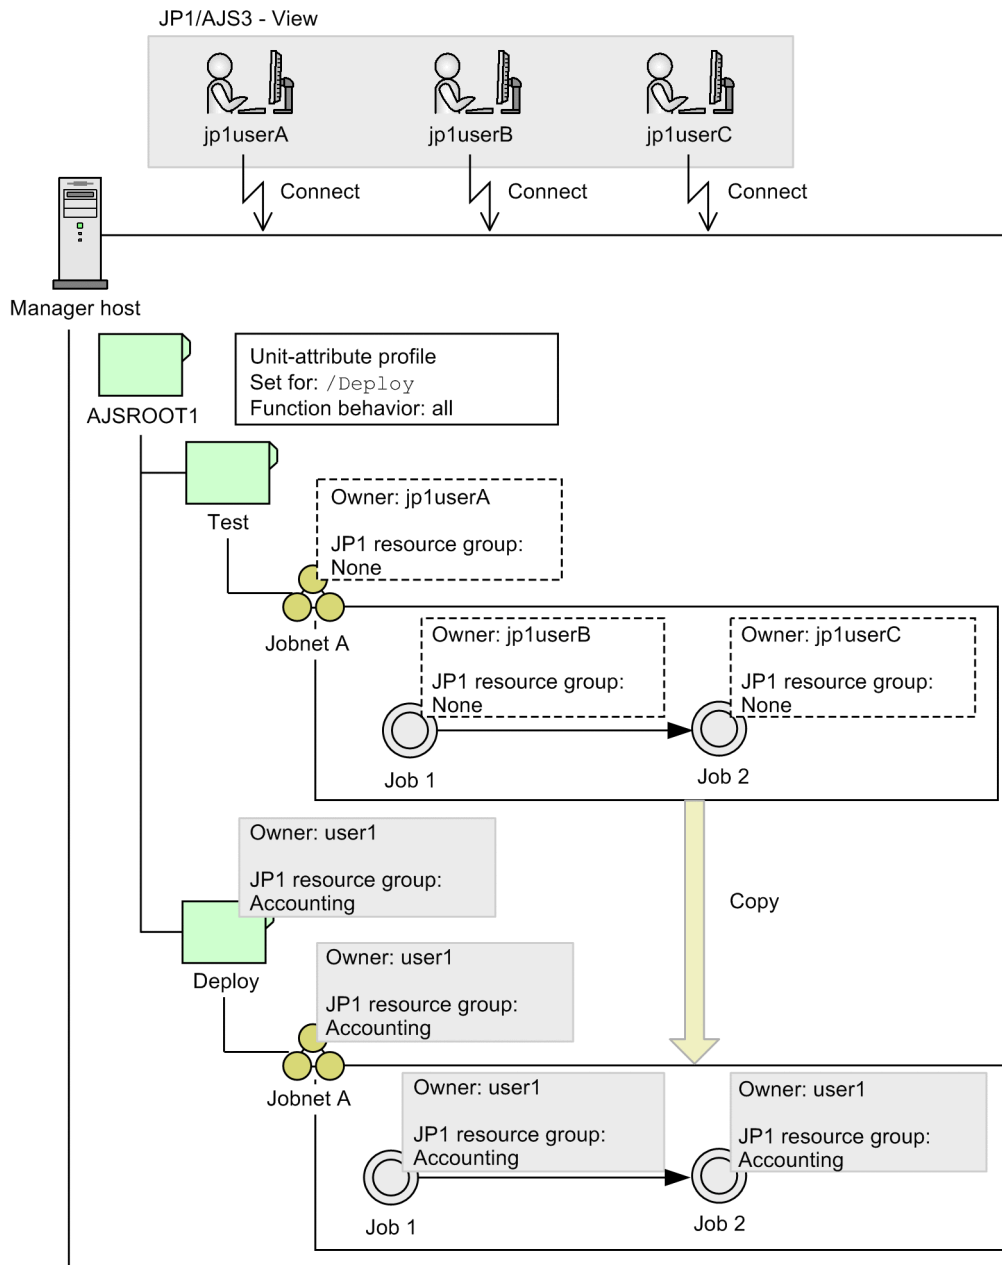 JP1/AJS3 - View
jp1userA
jp1userB
jp1userC
Connect
Connect
Connect
Manager host
AJSROOT1
Unit-attribute profile
Set for: /Deploy
Function behavior: all
Test
Owner: jp1userA
JP1 resource group:
None
Jobnet A
Owner: jp1userB
JP1 resource group:
None
Owner: jp1userC
JP1 resource group:
None
Job 1
Job 2
Owner: user1
JP1 resource group:
Accounting
Copy
Deploy
Owner: user1
JP1 resource group:
Accounting
Jobnet A
Owner: user1
JP1 resource group:
Accounting
Owner: user1
JP1 resource group:
Accounting
Job 1
Job 2